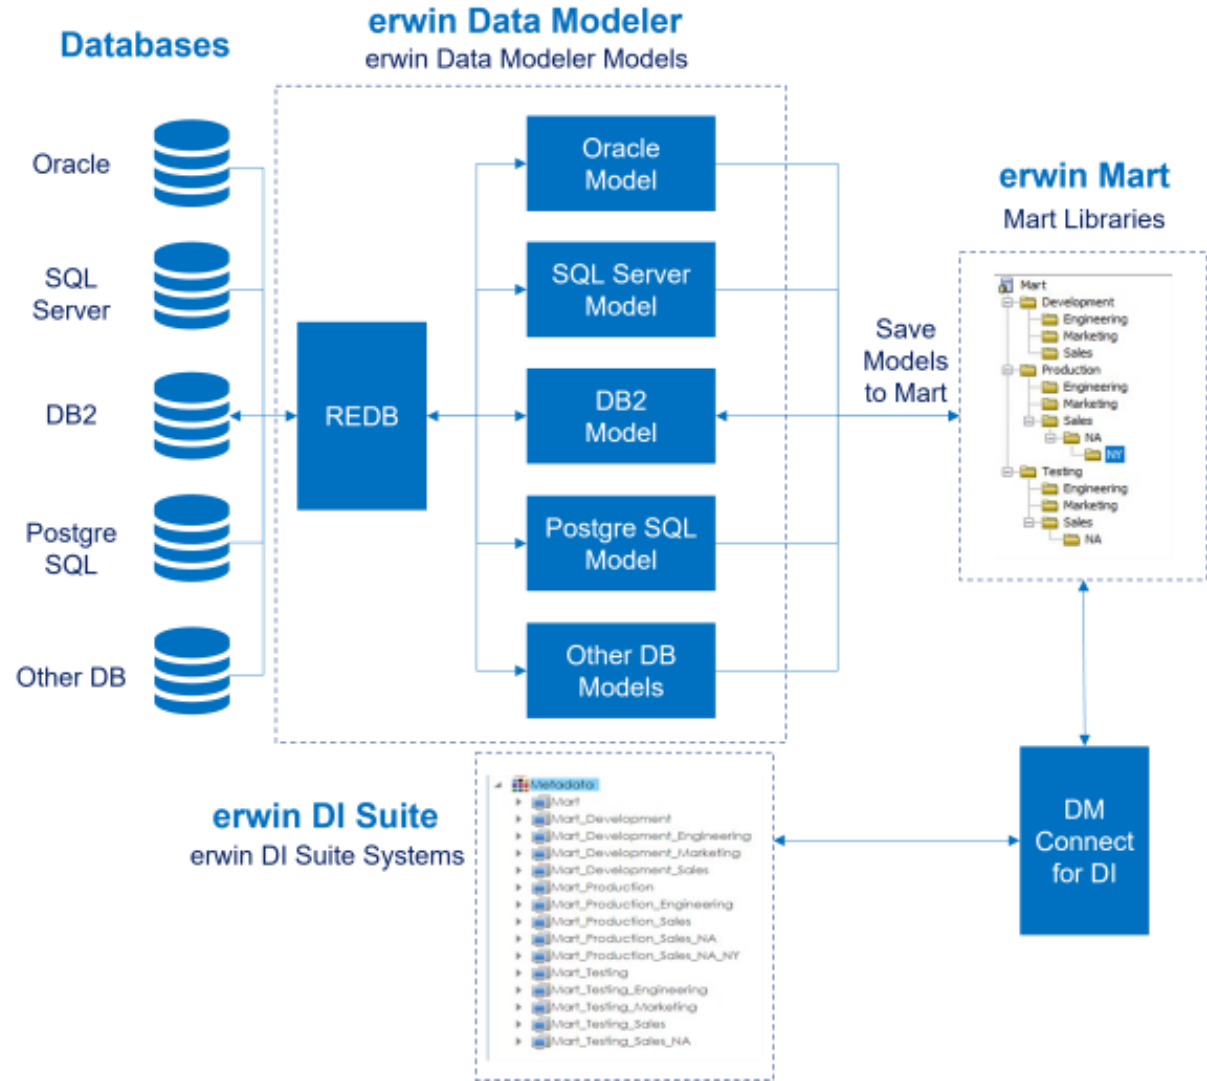 erwin Data Modeler
erwin Data Modeler Models
Databases
Oracle
SQL
Server
DB2
Postgre
SQL
Other DB
REDB
Oracle
Model
SQL Server
Model
DB2
Model
Postgre SQL
Model
Other DB
Models
Save
Models
to Mart
erwin Mart
Mart Libraries
Mart
Development
Engineering
Marketing
Sales
Production
Engineering
Marketing
Sales
NA
NY
Testing
Engineering
Marketing
Sales
NA
DM
Connect
for DI
erwin DI Suite
erwin DI Suite Systems
Metadata
Mart
Mart_Development
Mart_Development_Engineering
Mart_Development_Marketing
Mart_Development_Sales
Mart_Production
Mart_Production_Engineering
Mart_Production_Sales
Mart_Production_Sales_NA
Mart_Production_Sales_NA_NY
Mart_Testing
Mart_Testing_Engineering
Mart_Testing_Marketing
Mart_Testing_Sales
Mart_Testing_Sales_NA